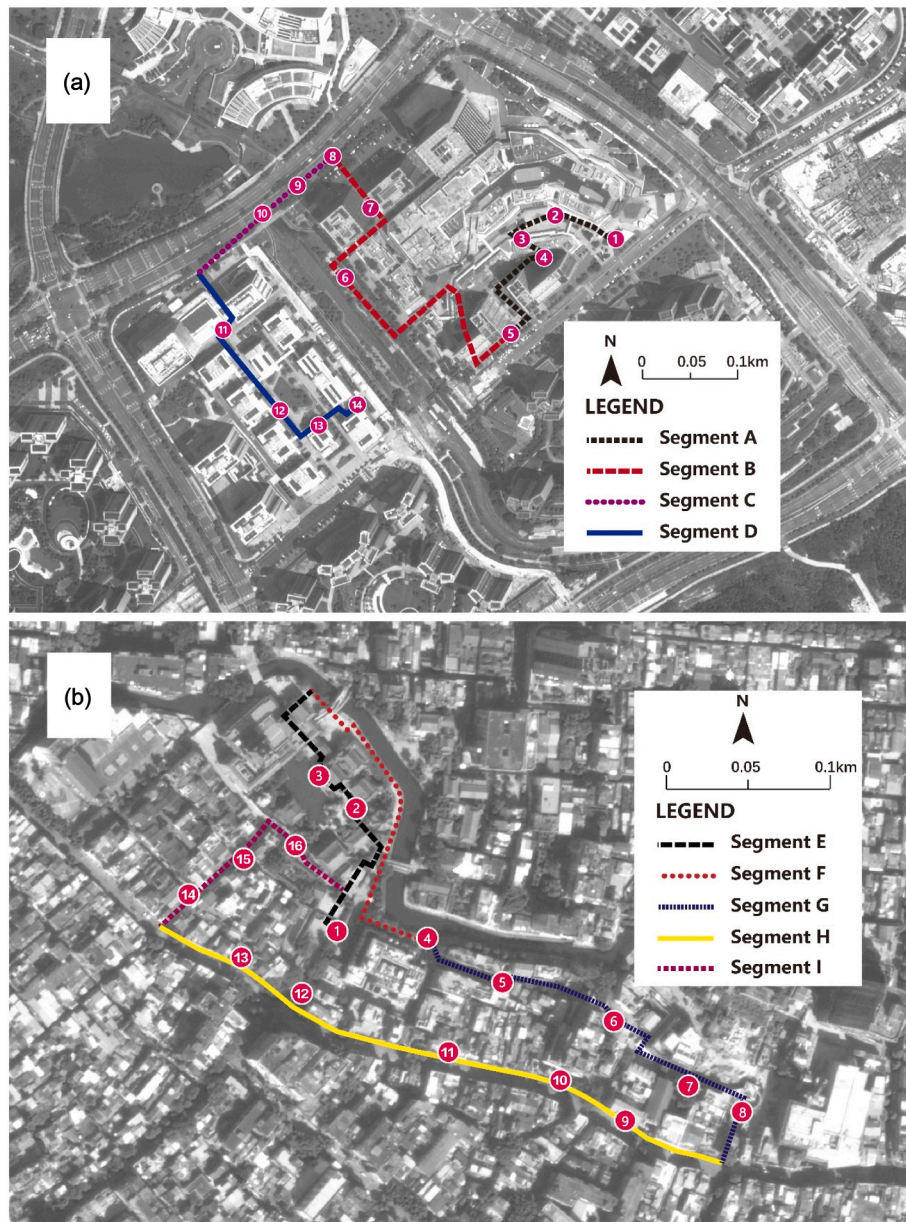 (a)
8
9
7
10
2
1
3
4
6
11
5
14
12
13
N
0 0.05 0.1km
LEGEND
Segment A
Segment B
Segment C
Segment D
(b)
3
2
15
16
14
1
4
13
5
12
6
11
10
7
8
9
N
0 0.05 0.1km
LEGEND
Segment E
Segment F
Segment G
Segment H
Segment I